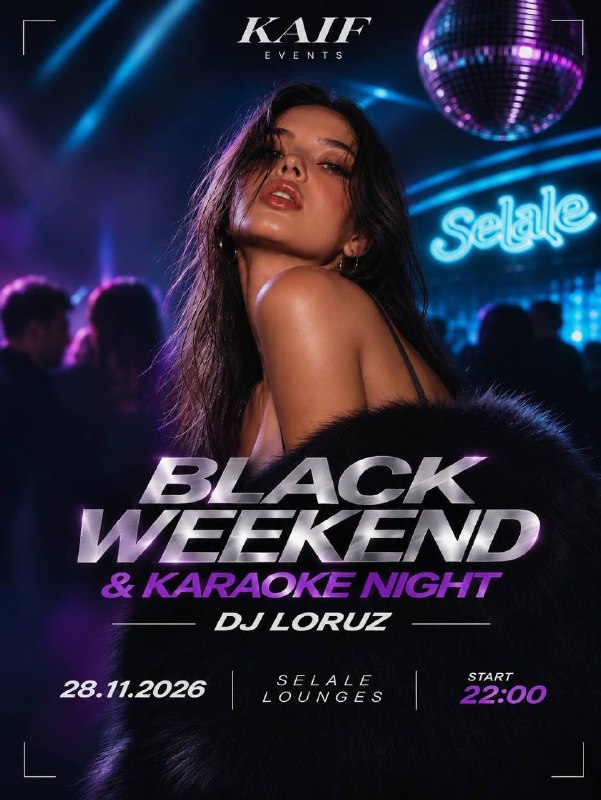 KAIF
EVENTS
Selale
BLACK
WEEKEND
& KARAOKE NIGHT
DJ LORUZ
28.11.2026
SELALE
LOUNGES
START
22:00